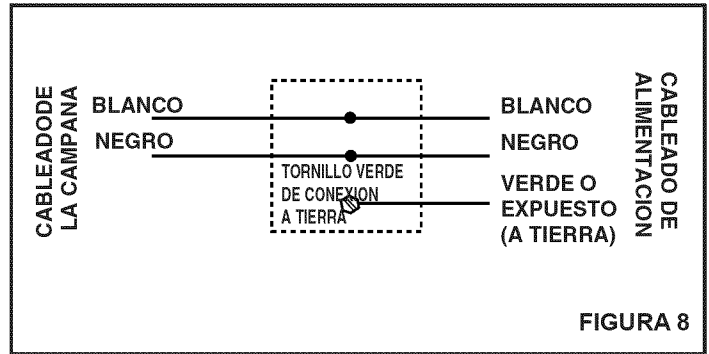 CABLEADODE
LA CAMPANA
BLANCO
NEGRO
TORNILLO VERDE
DE CONEXION
A TIERRA
BLANCO
NEGRO
VERDE O
EXPUESTO
(A TIERRA)
CABLEADO DE
ALIMENTACION
FIGURA 8